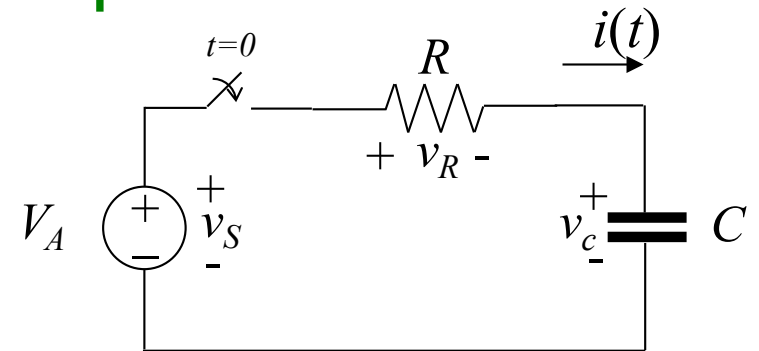 t=0
R
i(t)
+ v_R -
V_A
+
-
+
v_S
-
+
v_c
-
C